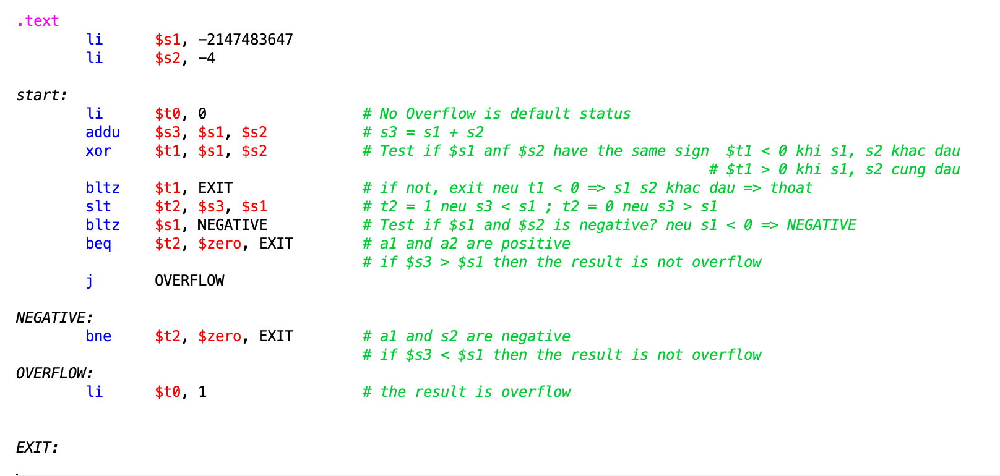 .text
li $s1, -2147483647
li $s2, -4
start:
li $t0, 0 # No Overflow is default status
addu $s3, $s1, $s2 # s3 = s1 + s2
xor $t1, $s1, $s2 # Test if $s1 anf $s2 have the same sign $t1 < 0 khi s1, s2 khac dau
# $t1 > 0 khi s1, s2 cung dau
bltz $t1, EXIT # if not, exit neu t1 < 0 => s1 s2 khac dau => thoat
slt $t2, $s3, $s1 # t2 = 1 neu s3 < s1 ; t2 = 0 neu s3 > s1
bltz $s1, NEGATIVE # Test if $s1 and $s2 is negative? neu s1 < 0 => NEGATIVE
beq $t2, $zero, EXIT # a1 and a2 are positive
# if $s3 > $s1 then the result is not overflow
j OVERFLOW
NEGATIVE:
bne $t2, $zero, EXIT # a1 and s2 are negative
# if $s3 < $s1 then the result is not overflow
OVERFLOW:
li $t0, 1 # the result is overflow
EXIT: